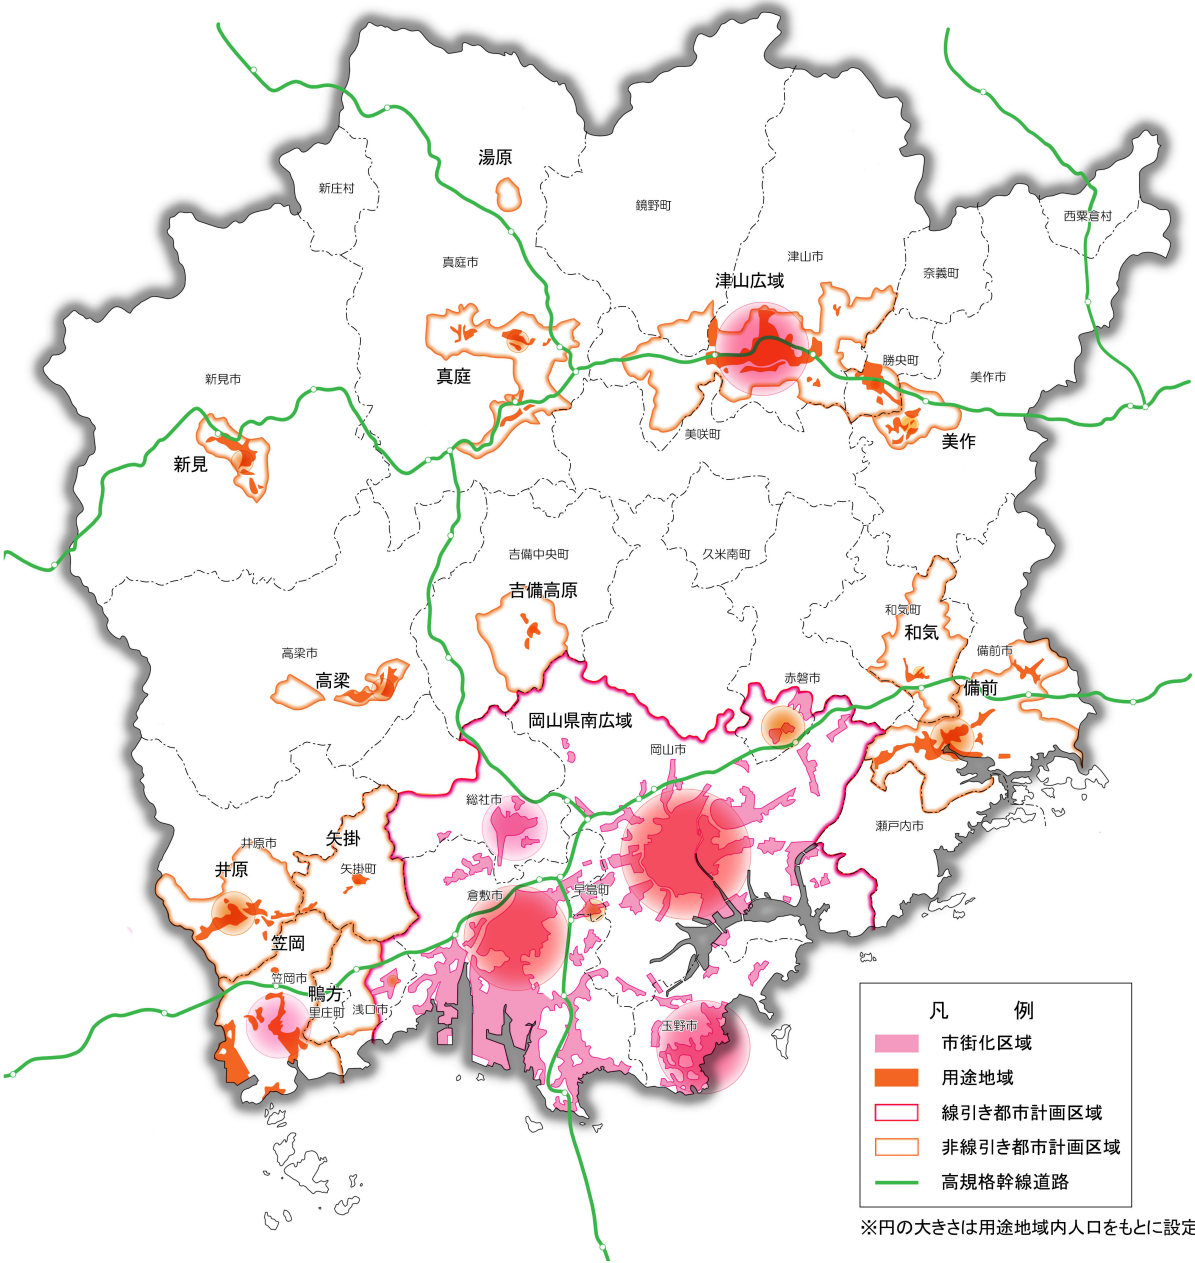 湯原
新庄村
鏡野町
西粟倉村
真庭市
津山市
奈義町
津山広域
勝央町
真庭
新見市
美作市
美咲町
美作
新見
吉備中央町
久米南町
吉備高原
和気町
和気
高梁市
備前市
高梁
赤磐市
備前
岡山県南広域
岡山市
総社市
瀬戸内市
矢掛
井原市
井原
矢掛町
倉敷市
早島町
笠岡
笠岡市
鴨方
里庄町
浅口市
玉野市
凡 例
市街化区域
用途地域
線引き都市計画区域
非線引き都市計画区域
高規格幹線道路
※円の大きさは用途地域内人口をもとに設定